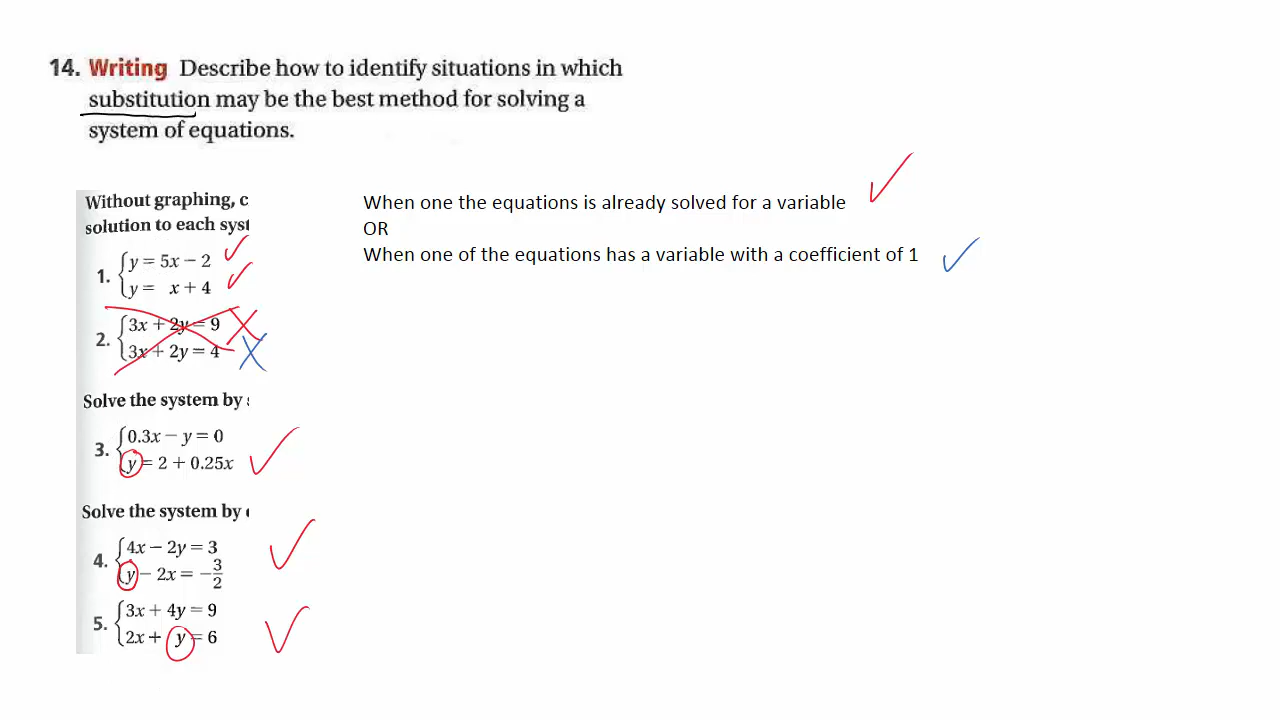 14. Writing Describe how to identify situations in which
substitution may be the best method for solving a
system of equations.
Without graphing, c
solution to each syst
When one the equations is already solved for a variable
OR
When one of the equations has a variable with a coefficient of 1
1. y = 5x − 2
y = x + 4
2. 3x + 2y = 9
3x + 2y = 4
Solve the system by
3. 0.3x − y = 0
y = 2 + 0.25x
Solve the system by
4. 4x − 2y = 3
y − 2x = −3/2
5. 3x + 4y = 9
2x + y = 6